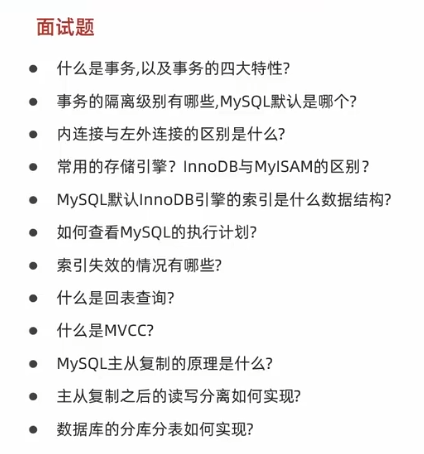 面试题
什么是事务,以及事务的四大特性?
事务的隔离级别有哪些,MySQL默认是哪个?
内连接与左外连接的区别是什么?
常用的存储引擎？InnoDB与MyISAM的区别?
MySQL默认InnoDB引擎的索引是什么数据结构?
如何查看MySQL的执行计划?
索引失效的情况有哪些?
什么是回表查询?
什么是MVCC?
MySQL主从复制的原理是什么?
主从复制之后的读写分离如何实现?
数据库的分库分表如何实现?